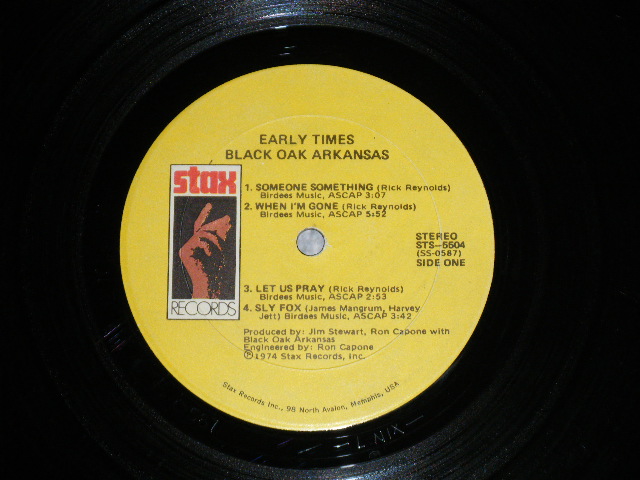 EARLY TIMES
BLACK OAK ARKANSAS
stax
RECORDS
1. SOMEONE SOMETHING (Rick Reynolds)
Birdees Music, ASCAP 3:07
2. WHEN I'M GONE (Rick Reynolds)
Birdees Music, ASCAP 5:52
STEREO
STS-5504
(SS-0587)
SIDE ONE
3. LET US PRAY (Rick Reynolds)
Birdees Music, ASCAP 2:53
4. SLY FOX (James Mangrum, Harvey
Jett) Birdees Music, ASCAP 3:42
Produced by: Jim Stewart, Ron Capone with
Black Oak Arkansas
Engineered by: Ron Capone
℗1974 Stax Records, Inc.
Stax Records Inc., 98 North Avalon, Memphis, USA